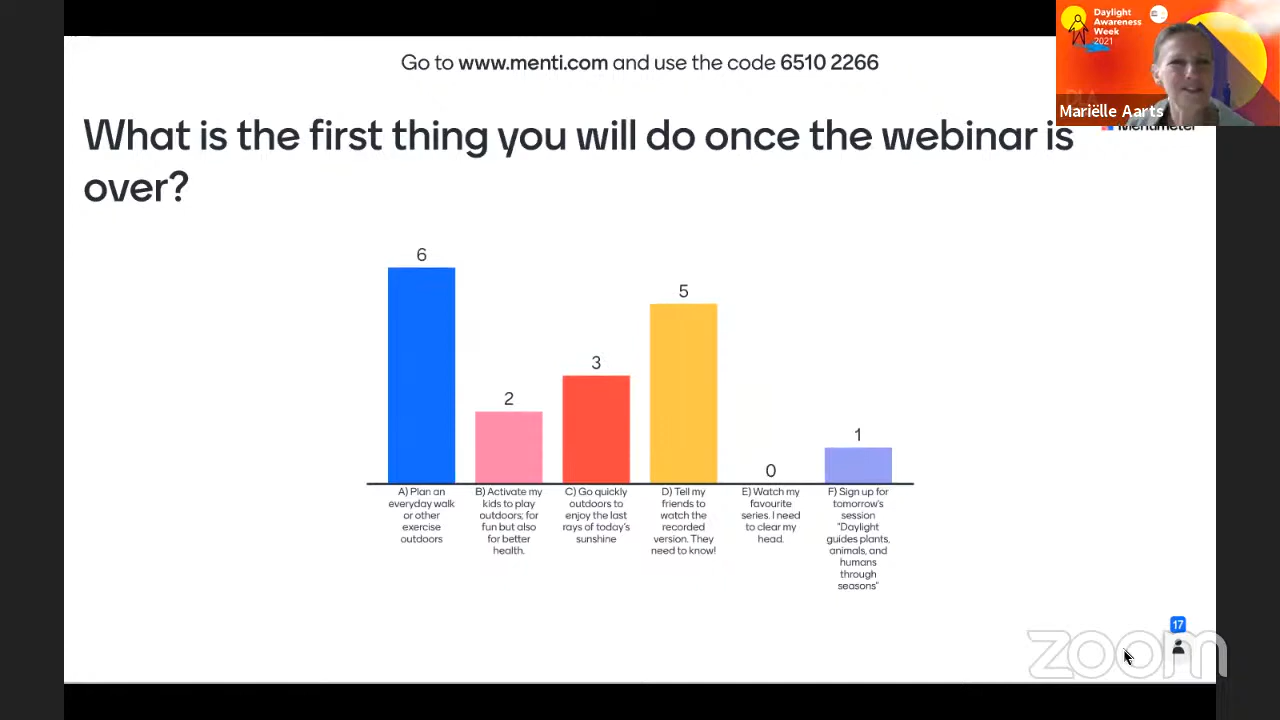 Go to www.menti.com and use the code 6510 2266
Daylight
Awareness
Week
2021
Mariëlle Aarts
Mentimeter
What is the first thing you will do once the webinar is
over?
6
2
3
5
0
1
A) Plan an
everyday walk
or other
exercise
outdoors
B) Activate my
kids to play
outdoors; for
fun but also
for better
health.
C) Go quickly
outdoors to
enjoy the last
rays of today's
sunshine
D) Tell my
friends to
watch the
recorded
version. They
need to know!
E) Watch my
favourite
series. I need
to clear my
head.
F) Sign up for
tomorrow's
session
"Daylight
guides plants,
animals, and
humans
through
seasons"
17
zoom